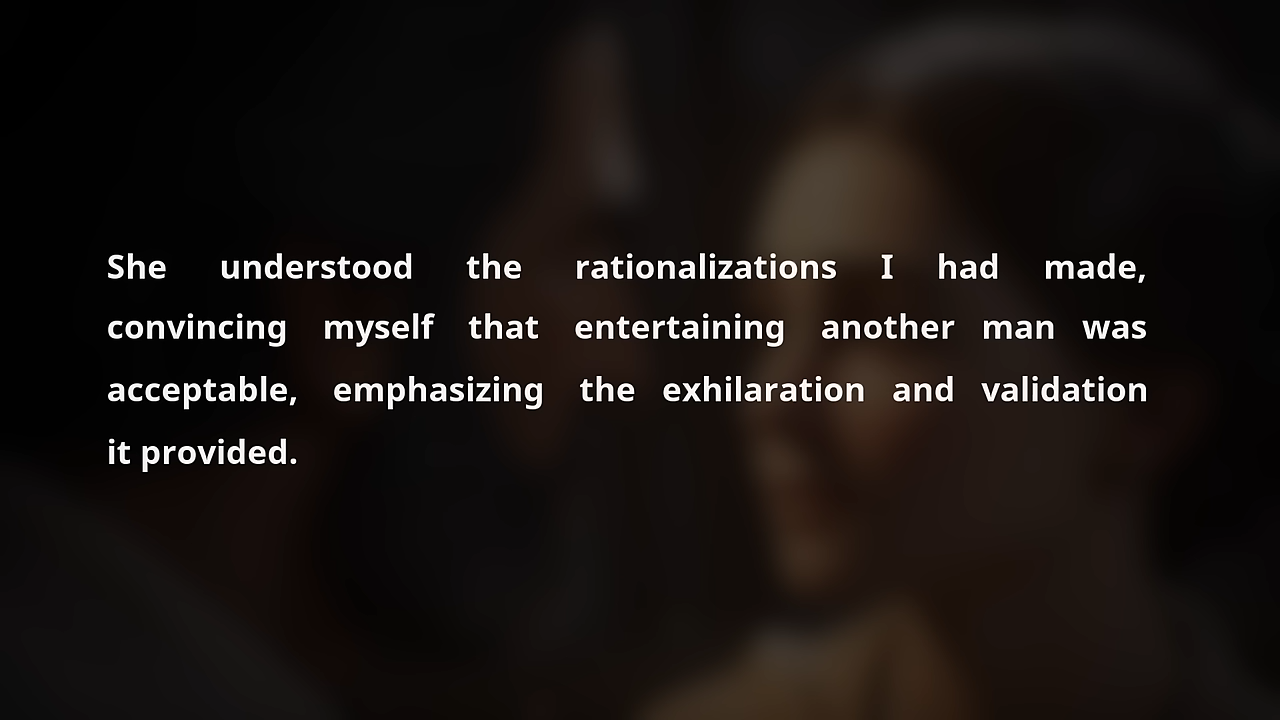 She understood the rationalizations I had made,
convincing myself that entertaining another man was
acceptable, emphasizing the exhilaration and validation
it provided.